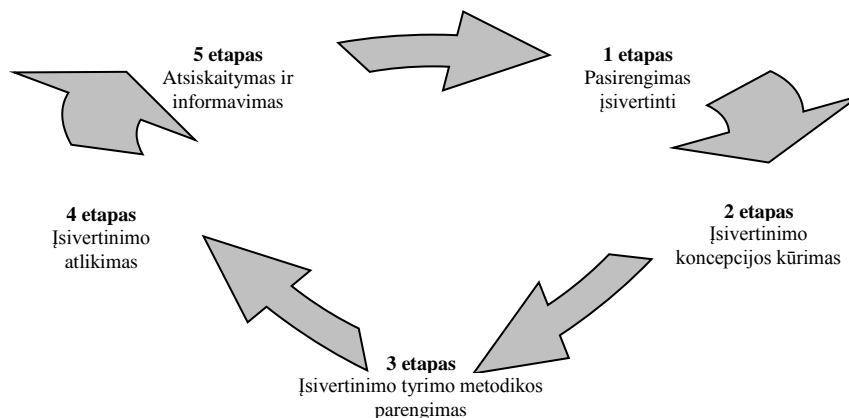 5 etapas
Atsiskaitymas ir
informavimas
1 etapas
Pasirengimas
įsivertinti
2 etapas
Įsivertinimo
koncepcijos kūrimas
3 etapas
Įsivertinimo tyrimo metodikos
parengimas
4 etapas
Įsivertinimo
atlikimas